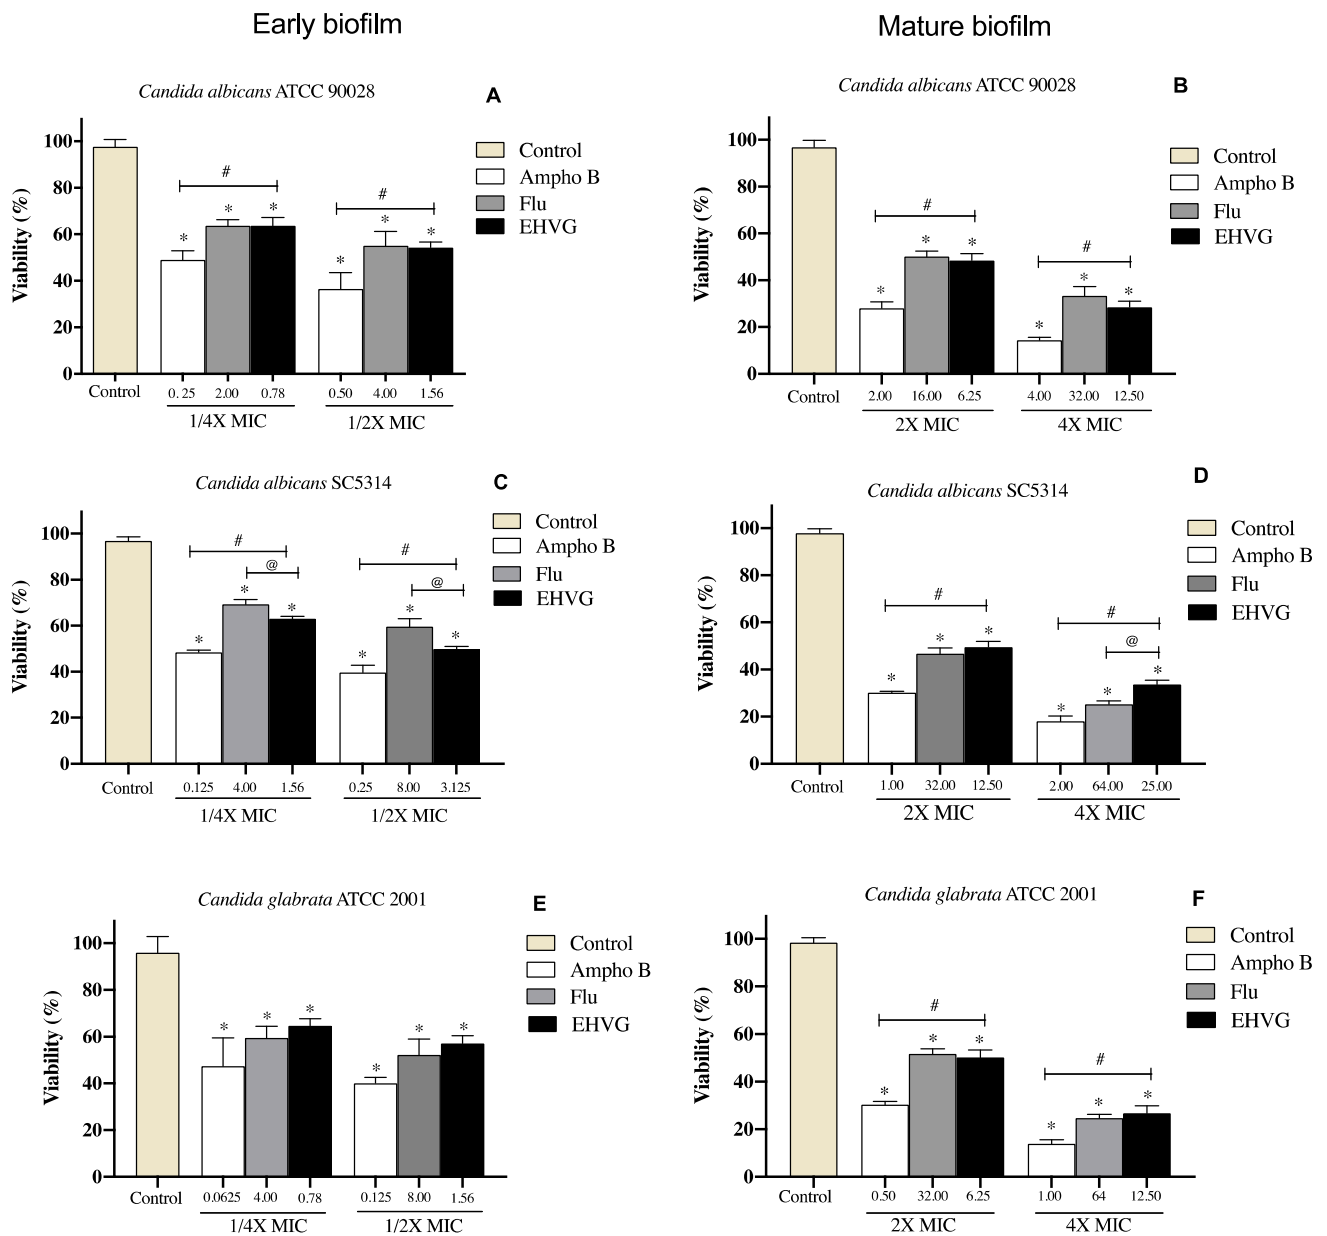 Early biofilm
Mature biofilm
Candida albicans ATCC 90028
A
Control
Ampho B
Flu
EHVG
Viability (%)
100
80
60
40
20
0
#
#
* * *
* * *
Control
0.25 2.00 0.78
0.50 4.00 1.56
1/4X MIC
1/2X MIC
Candida albicans ATCC 90028
B
Control
Ampho B
Flu
EHVG
Viability (%)
100
80
60
40
20
0
#
#
* * *
* * *
Control
2.00 16.00 6.25
4.00 32.00 12.50
2X MIC
4X MIC
Candida albicans SC5314
C
Control
Ampho B
Flu
EHVG
Viability (%)
100
80
60
40
20
0
#
@
#
@
* * *
* * *
Control
0.125 4.00 1.56
0.25 8.00 3.125
1/4X MIC
1/2X MIC
Candida albicans SC5314
D
Control
Ampho B
Flu
EHVG
Viability (%)
100
80
60
40
20
0
#
#
@
* * *
* * *
Control
1.00 32.00 12.50
2.00 64.00 25.00
2X MIC
4X MIC
Candida glabrata ATCC 2001
E
Control
Ampho B
Flu
EHVG
Viability (%)
100
80
60
40
20
0
* * *
* * *
Control
0.0625 4.00 0.78
0.125 8.00 1.56
1/4X MIC
1/2X MIC
Candida glabrata ATCC 2001
F
Control
Ampho B
Flu
EHVG
Viability (%)
100
80
60
40
20
0
#
#
* * *
* * *
Control
0.50 32.00 6.25
1.00 64 12.50
2X MIC
4X MIC